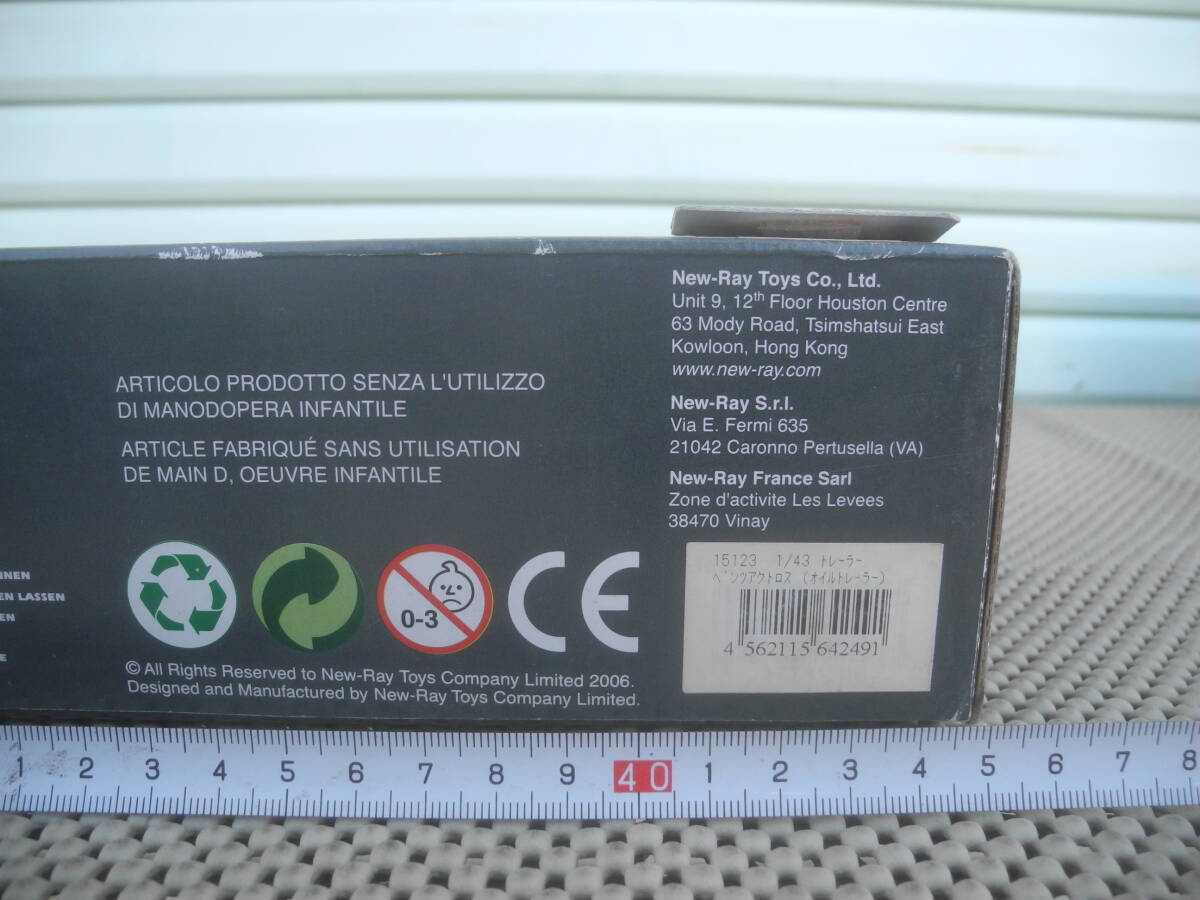 ARTICOLO PRODOTTO SENZA L'UTILIZZO
DI MANODOPERA INFANTILE
ARTICLE FABRIQUÉ SANS UTILISATION
DE MAIN D, OEUVRE INFANTILE
INEN
EN LASSEN
EN
E
0-3
CE
© All Rights Reserved to New-Ray Toys Company Limited 2006.
Designed and Manufactured by New-Ray Toys Company Limited.
New-Ray Toys Co., Ltd.
Unit 9, 12th Floor Houston Centre
63 Mody Road, Tsimshatsui East
Kowloon, Hong Kong
www.new-ray.com
New-Ray S.r.l.
Via E. Fermi 635
21042 Caronno Pertusella (VA)
New-Ray France Sarl
Zone d'activite Les Levees
38470 Vinay
15123 1/43 トレーラー
ベンツアクトロス (オイルトレーラー)
4 562115 642491
1 2 3 4 5 6 7 8 9 40 1 2 3 4 5 6 7 8